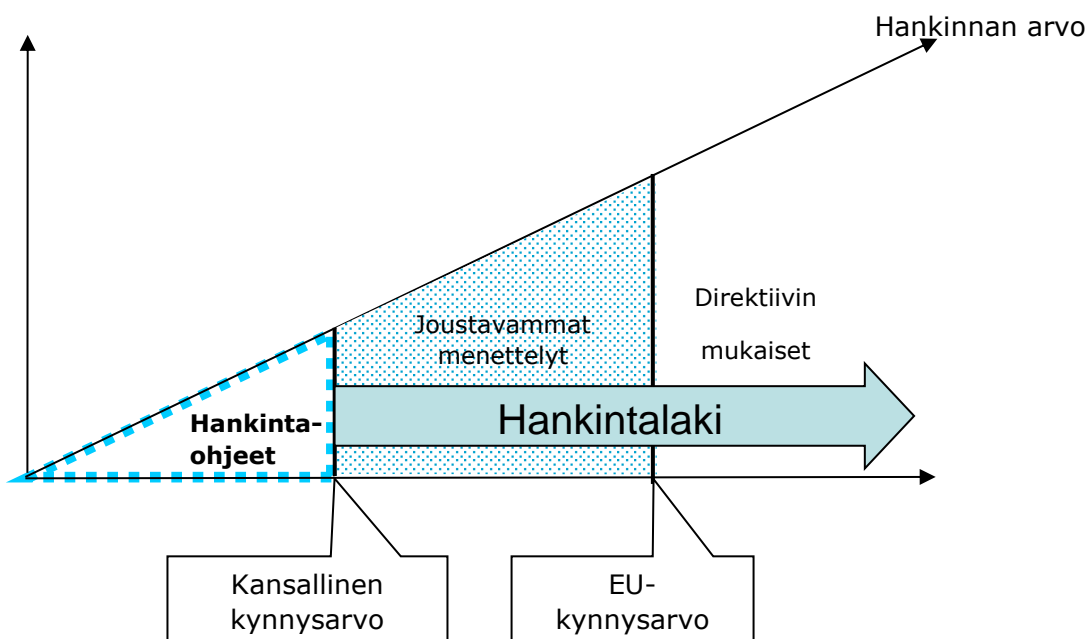 Hankinnan arvo
Direktiivin
mukaiset
Joustavammat
menettelyt
Hankintalaki
Hankinta-
ohjeet
Kansallinen
kynnysarvo
EU-
kynnysarvo